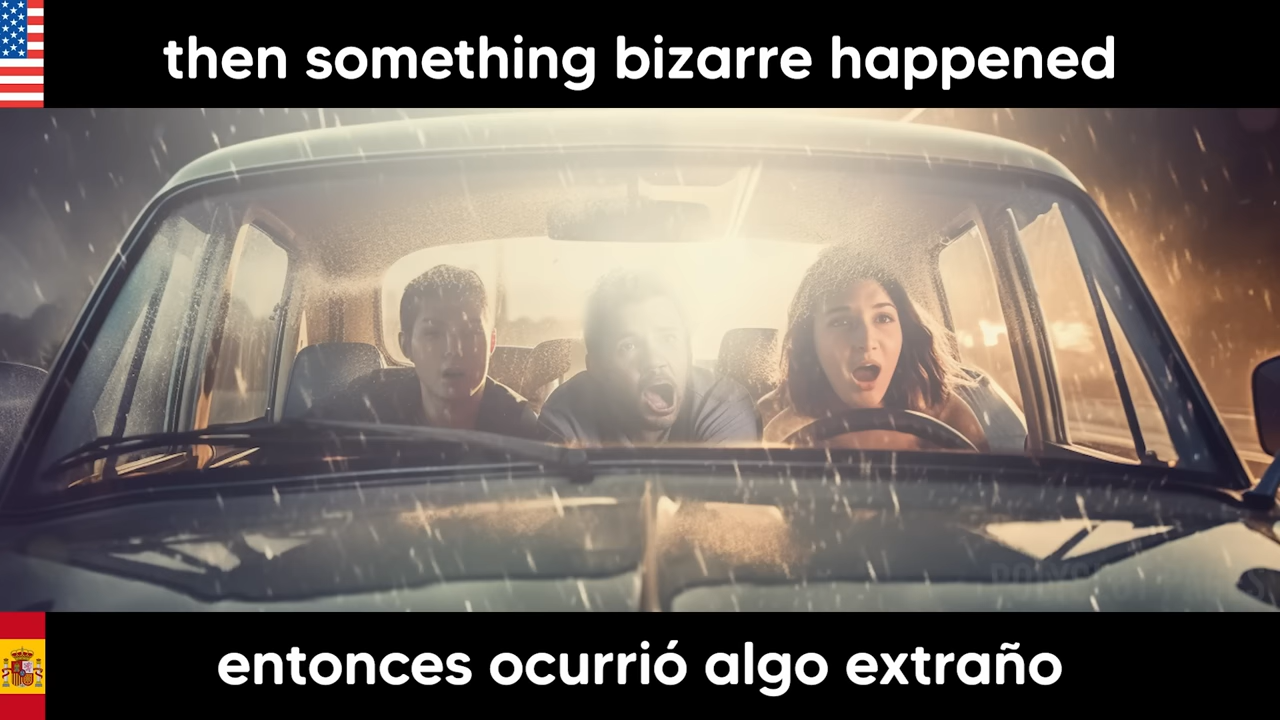 then something bizarre happened
entonces ocurrió algo extraño